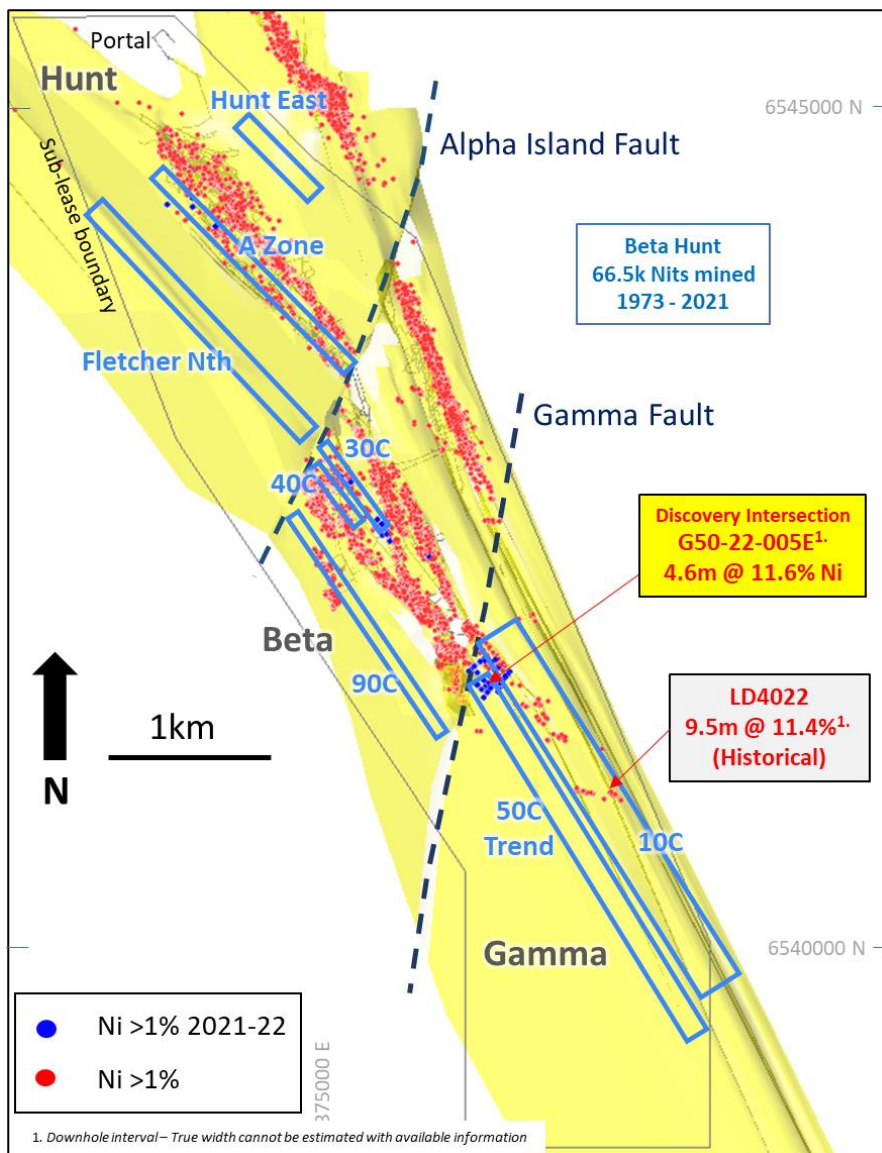 Portal
Hunt
Hunt East
6545000 N
Alpha Island Fault
Sub-lease boundary
A Zone
Beta Hunt
66.5k Nits mined
1973 - 2021
Fletcher Nth
Gamma Fault
30C
40C
Discovery Intersection
G50-22-005E1.
4.6m @ 11.6% Ni
Beta
90C
LD4022
9.5m @ 11.4%1.
(Historical)
1km
N
50C
Trend
10C
Gamma
6540000 N
Ni >1% 2021-22
Ni >1%
375000 E
1. Downhole interval – True width cannot be estimated with available information